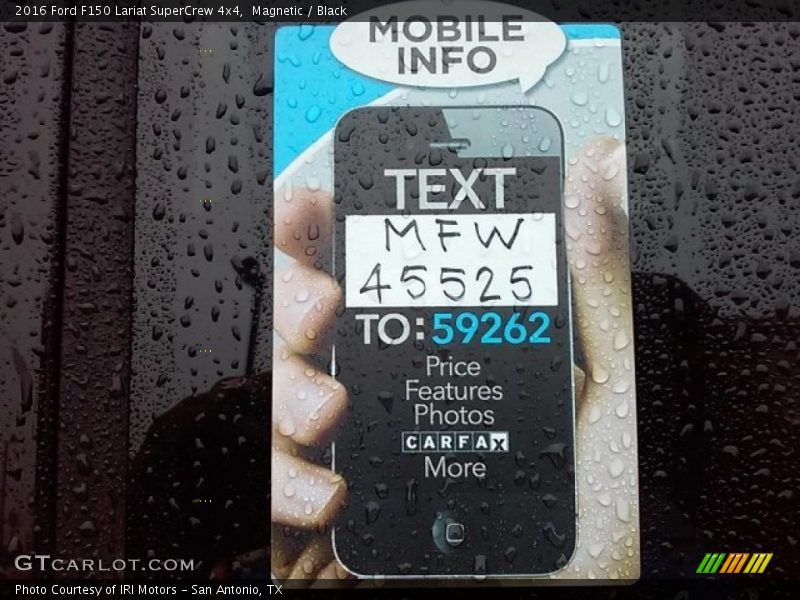 2016 Ford F150 Lariat SuperCrew 4x4, Magnetic / Black
MOBILE
INFO
TEXT
MFW
45525
TO: 59262
Price
Features
Photos
CARFAX
More
GTCARLOT.COM
Photo Courtesy of IRI Motors - San Antonio, TX